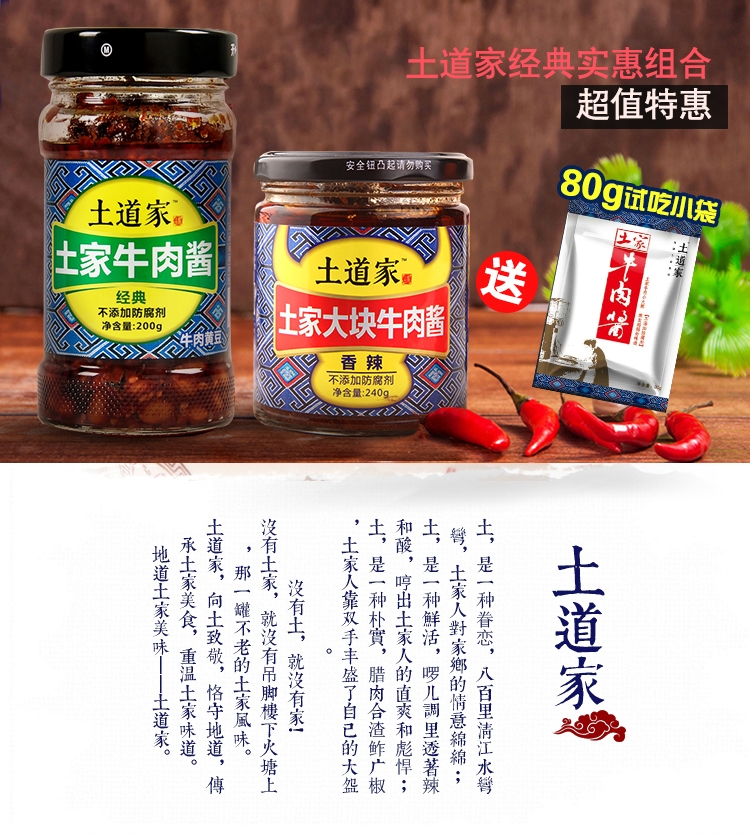 土道家经典实惠组合
超值特惠
M
土道家™
土家牛肉酱
经典
不添加防腐剂
净含量:200g
牛肉黄豆
安全钮凸起请勿购买
土道家™
土家大块牛肉酱
香辣
不添加防腐剂
净含量:240g
送
80g试吃小袋
土家
牛肉醬
土道家
土道家
土，是一种眷恋，八百里清江水彎
彎，土家人對家鄉的情意綿綿；
土，是一种鮮活，啰儿調里透著辣
和酸，哼出土家人的直爽和彪悍；
土，是一种朴實，腊肉合渣鲊广椒
，土家人靠双手丰盛了自己的大盌
。
沒有土，就沒有家!
沒有土家，就沒有吊脚樓下火塘上
，那一罐不老的土家風味。
土道家，向土致敬，恪守地道，傳
承土家美食，重溫土家味道。
地道土家美味——土道家。